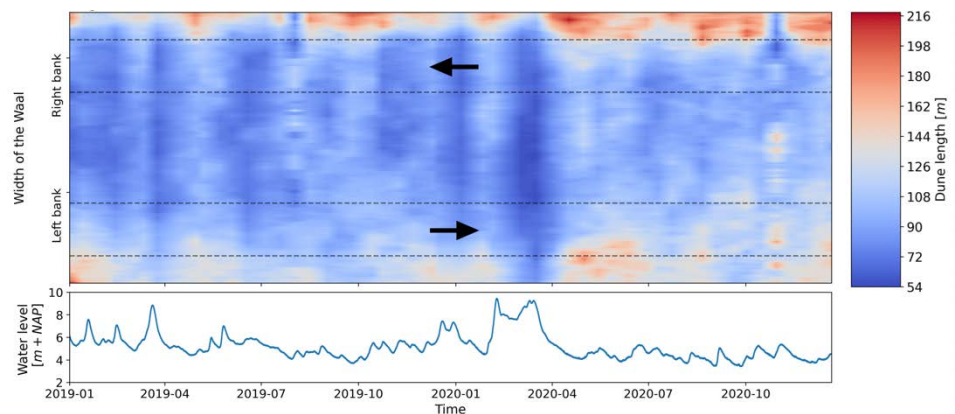 Width of the Waal
Right bank
Left bank
216
198
180
162
144
126
108
90
72
54
Dune length [m]
Water level
[m + NAP]
10
8
6
4
2
2019-01 2019-04 2019-07 2019-10 2020-01 2020-04 2020-07 2020-10
Time